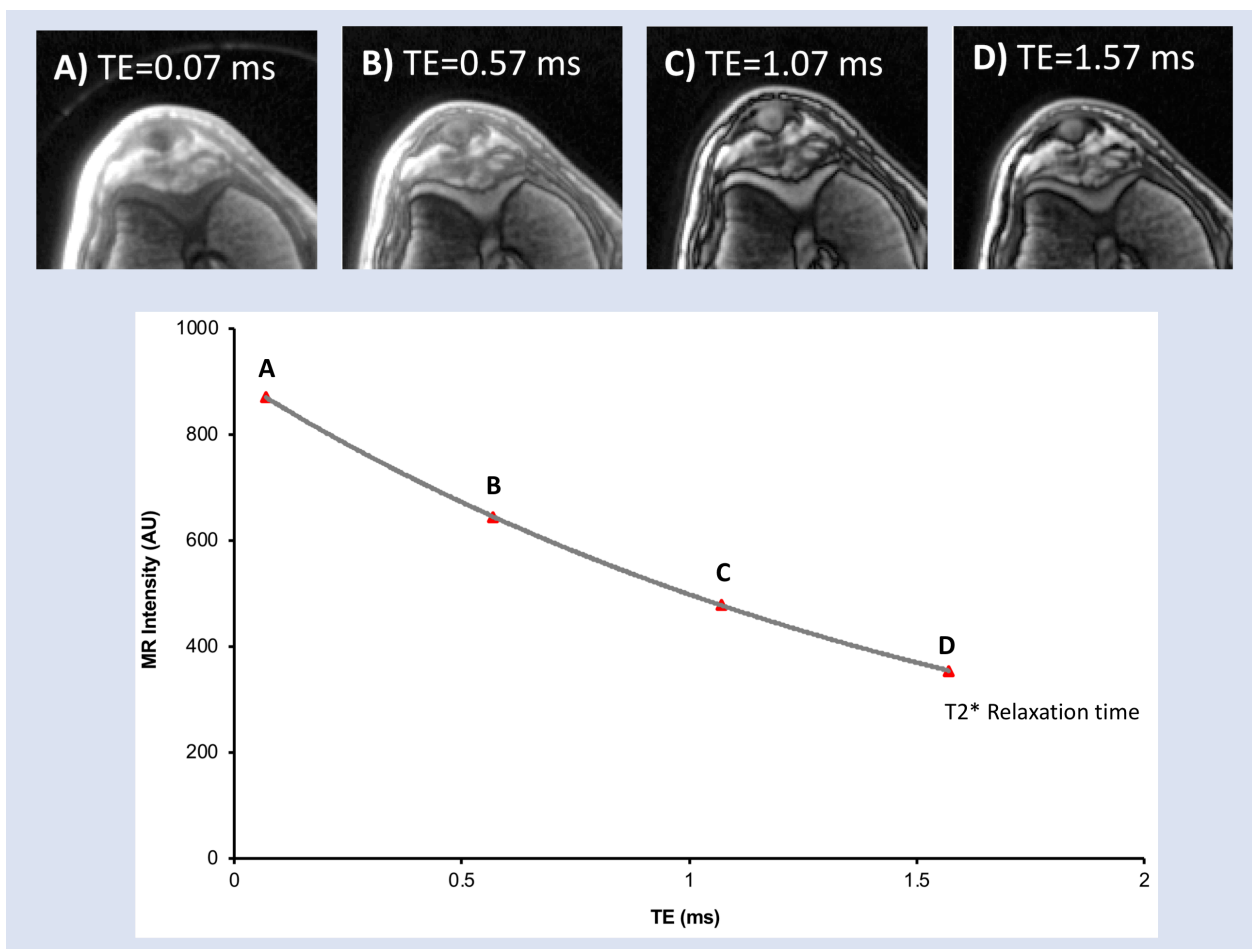 A) TE=0.07 ms
B) TE=0.57 ms
C) TE=1.07 ms
D) TE=1.57 ms
1000
800
600
400
200
0
MR Intensity (AU)
A
B
C
D
T2* Relaxation time
0
0.5
1
1.5
2
TE (ms)